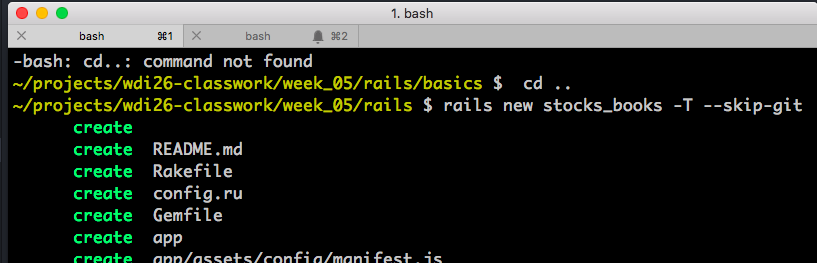 1. bash
bash ⌘1 bash ⌘2
-bash: cd..: command not found
~/projects/wdi26-classwork/week_05/rails/basics $  cd ..
~/projects/wdi26-classwork/week_05/rails $ rails new stocks_books -T --skip-git
create
create  README.md
create  Rakefile
create  config.ru
create  Gemfile
create  app
create  app/assets/config/manifest.js